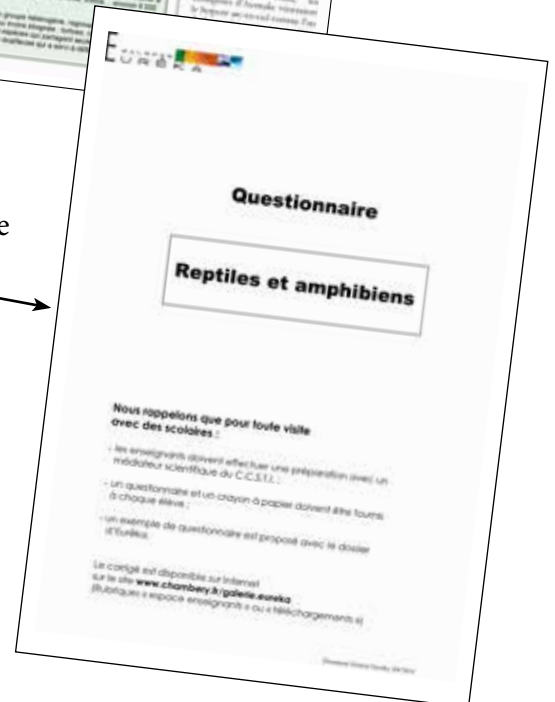 EURÊKA
Questionnaire
Reptiles et amphibiens
Nous rappelons que pour toute visite
avec des scolaires :
- les enseignants doivent effectuer une préparation avec un
médiateur scientifique du C.C.S.T.I. ;
- un questionnaire et un crayon à papier doivent être fournis
à chaque élève ;
- un exemple de questionnaire est proposé avec le dossier
d'Eurêka.
Le corrigé est disponible sur Internet
sur le site www.chambery.fr/galerie.eureka
(Rubriques « espace enseignants » ou « téléchargements »)
e